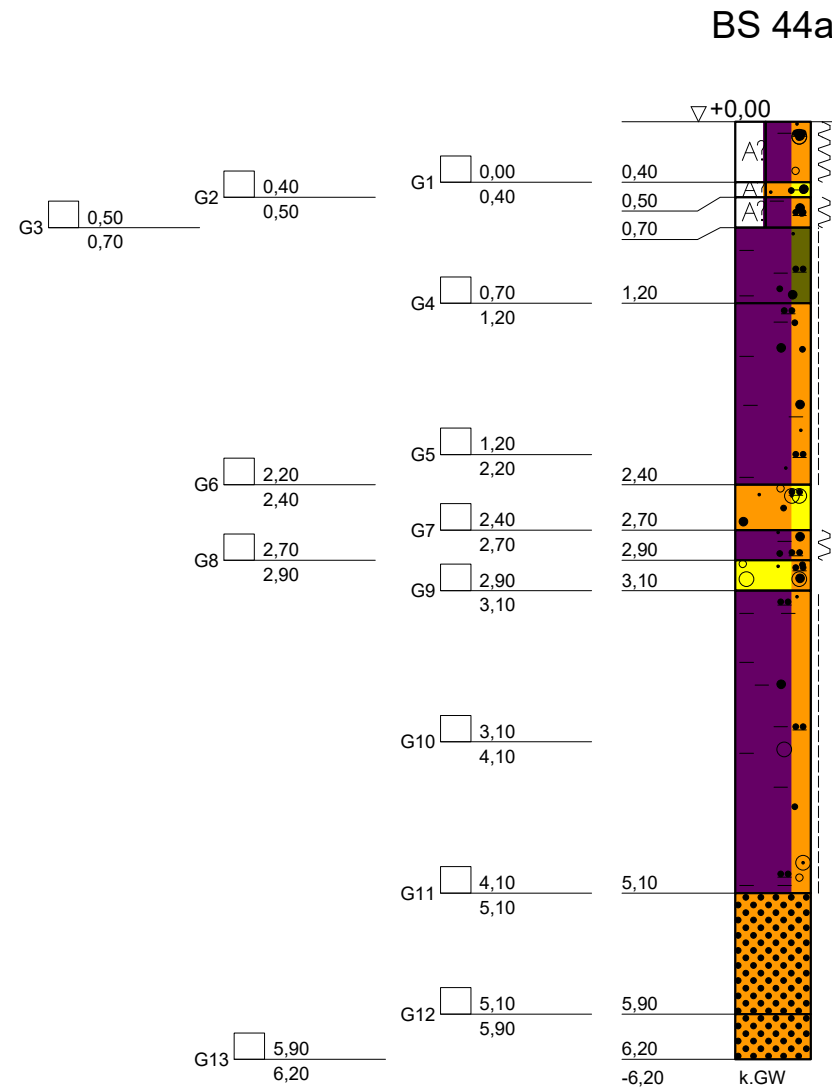 BS 44a
+0,00
G1 0,00 0,40
0,40
A?
G2 0,40 0,50
0,50
A?
G3 0,50 0,70
0,70
A?
G4 0,70 1,20
1,20
G5 1,20 2,20
G6 2,20 2,40
2,40
G7 2,40 2,70
2,70
G8 2,70 2,90
2,90
G9 2,90 3,10
3,10
G10 3,10 4,10
G11 4,10 5,10
5,10
G12 5,10 5,90
5,90
G13 5,90 6,20
6,20
-6,20 k.GW